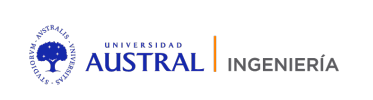 STVDIORVM · AVSTRALIS · VNIVERSITAS
UNIVERSIDAD
AUSTRAL
INGENIERÍA